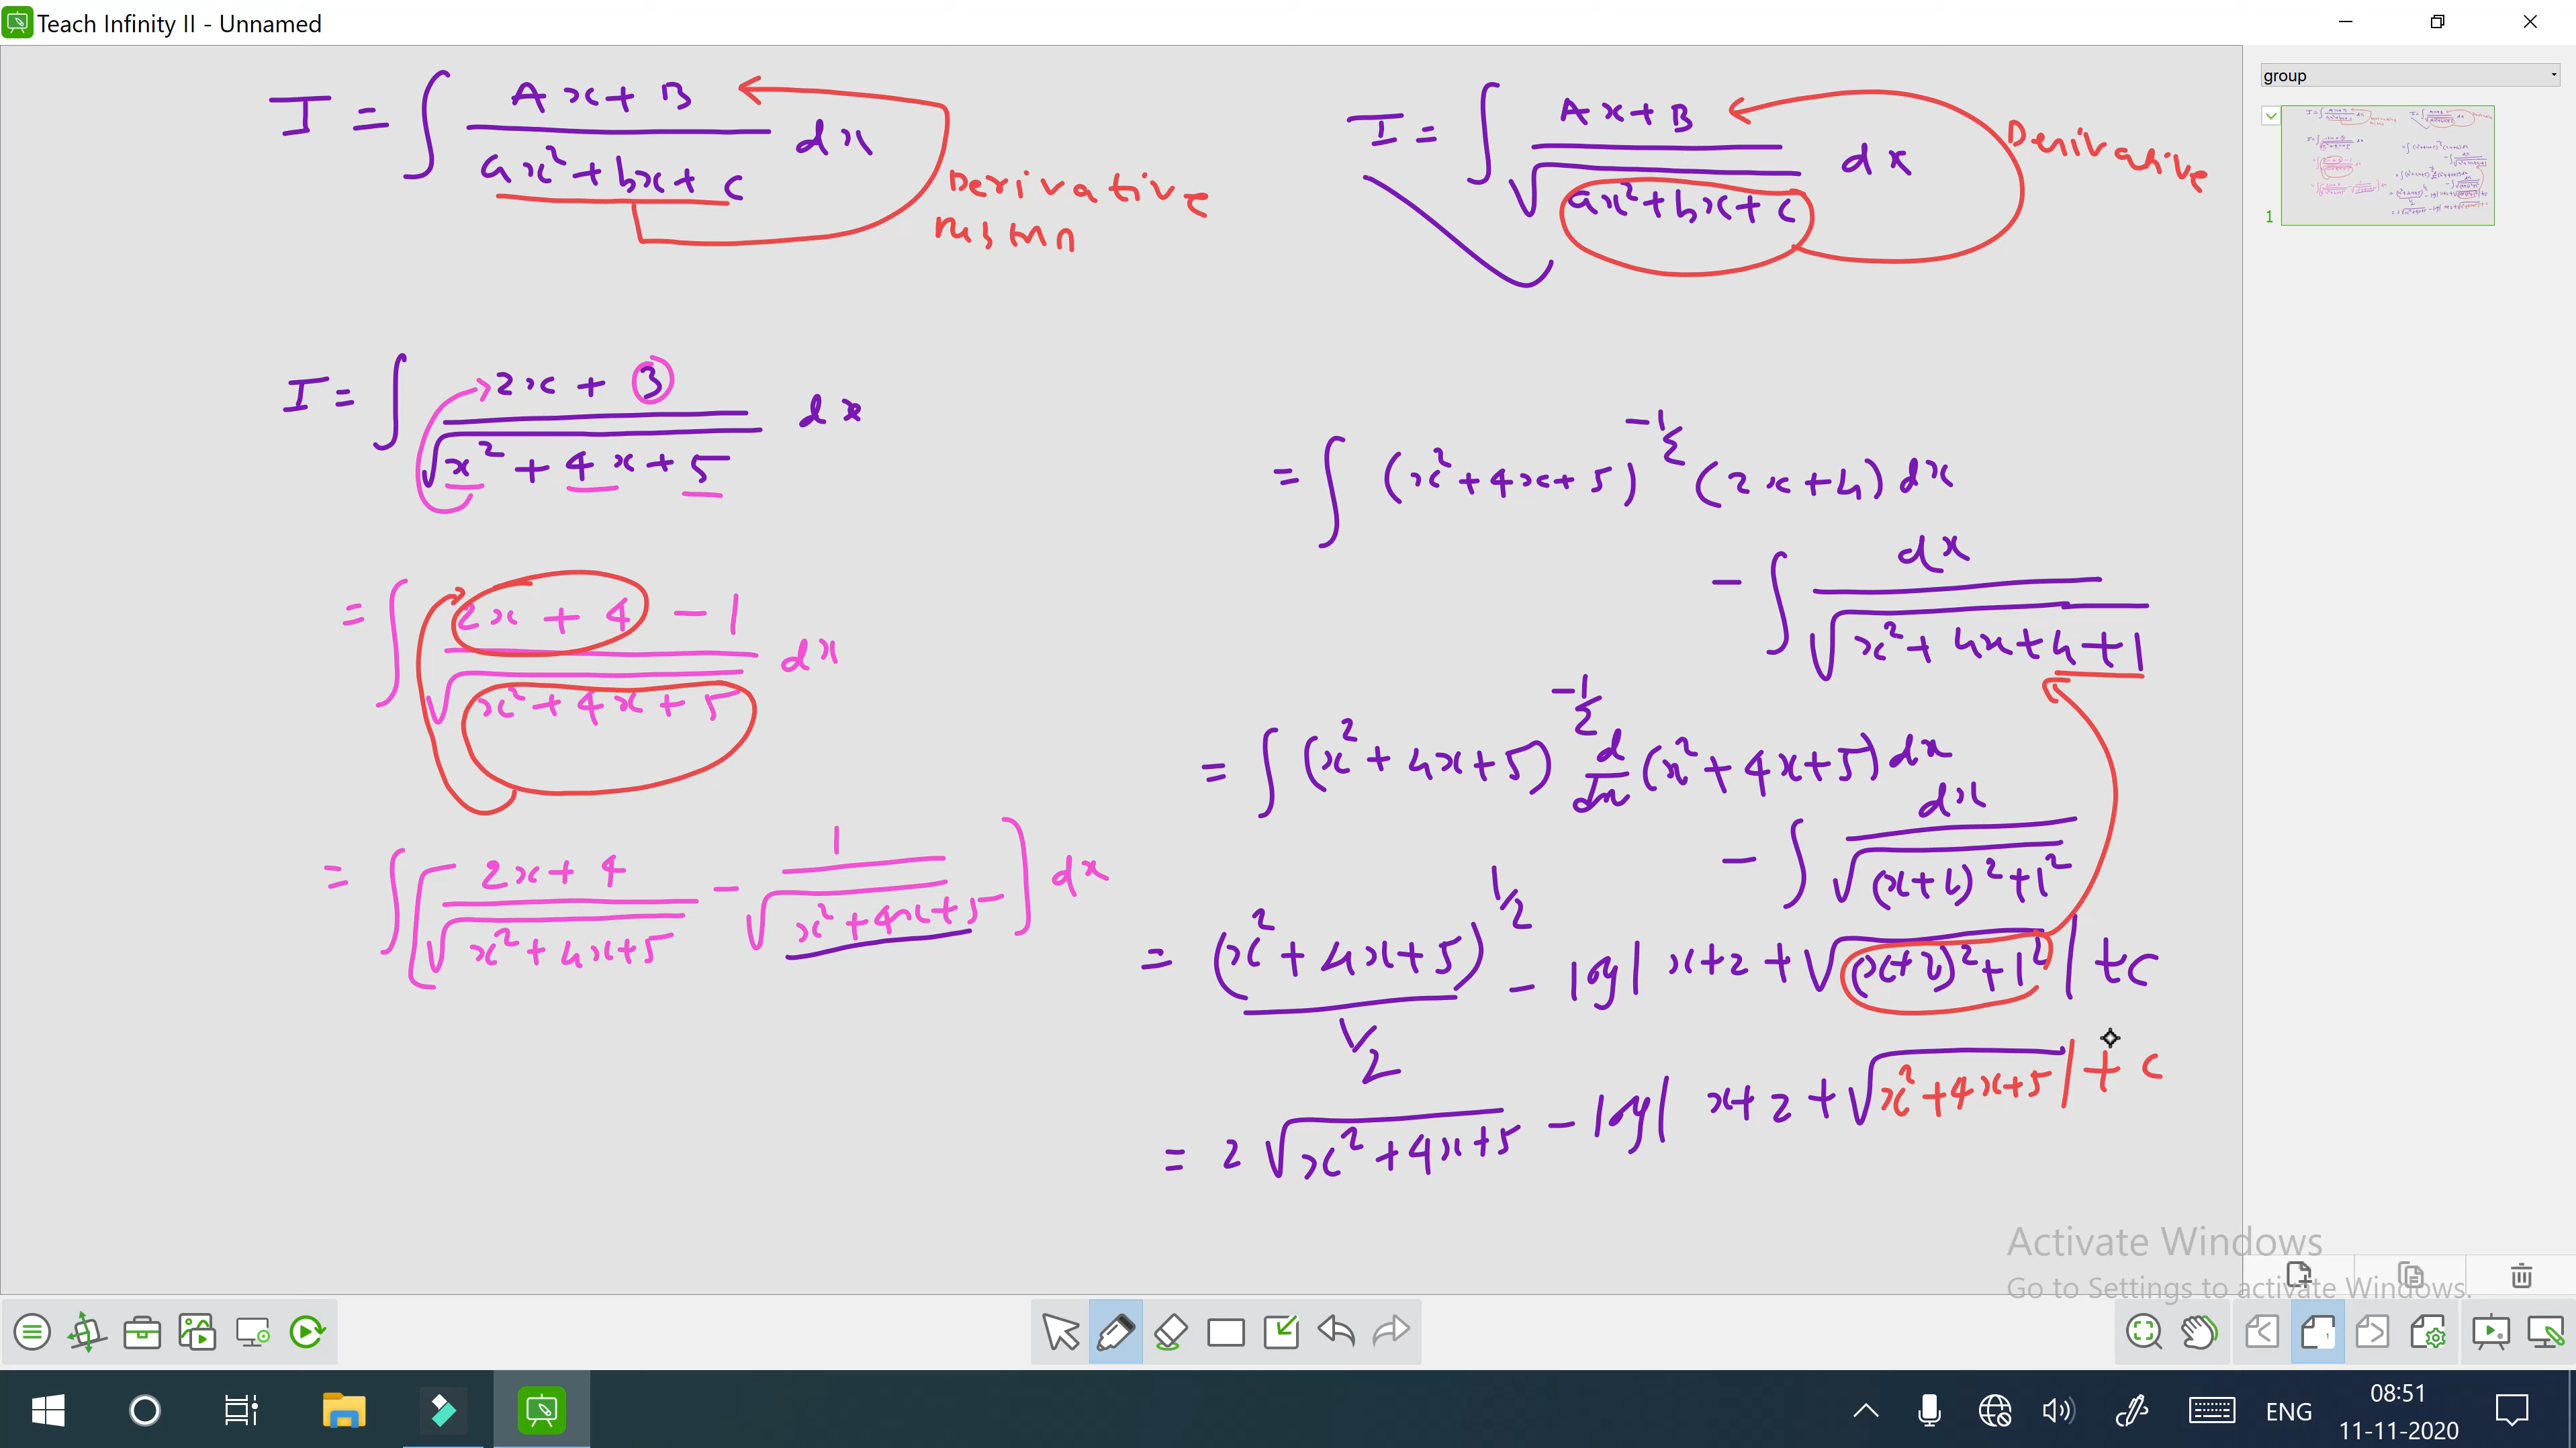 Teach Infinity II - Unnamed
group
1
I = ∫ (Ax + B)/(ax² + bx + c) dx
Derivative
I = ∫ (Ax + B)/√(ax² + bx + c) dx
Derivative
I = ∫ (2x + 3)/√(x² + 4x + 5) dx
= ∫ (2x + 4 - 1)/√(x² + 4x + 5) dx
= ∫ [(2x + 4)/√(x² + 4x + 5) - 1/√(x² + 4x + 5)] dx
= ∫ (x² + 4x + 5)^(-1/2) (2x + 4) dx
- ∫ dx/√(x² + 4x + 4 + 1)
= ∫ (x² + 4x + 5)^(-1/2) d/dx (x² + 4x + 5) dx
- ∫ dx/√((x + 2)² + 1²)
= (x² + 4x + 5)^(1/2)/(1/2) - log| x + 2 + √((x + 2)² + 1²) | + c
= 2 √(x² + 4x + 5) - log| x + 2 + √(x² + 4x + 5) | + c
Activate Windows
Go to Settings to activate Windows.
ENG
08:51
11-11-2020